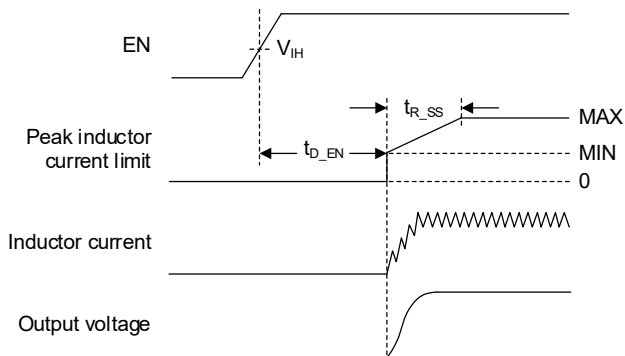 EN
V_IH
t_R_SS
MAX
Peak inductor
current limit
t_D_EN
MIN
0
Inductor current
Output voltage